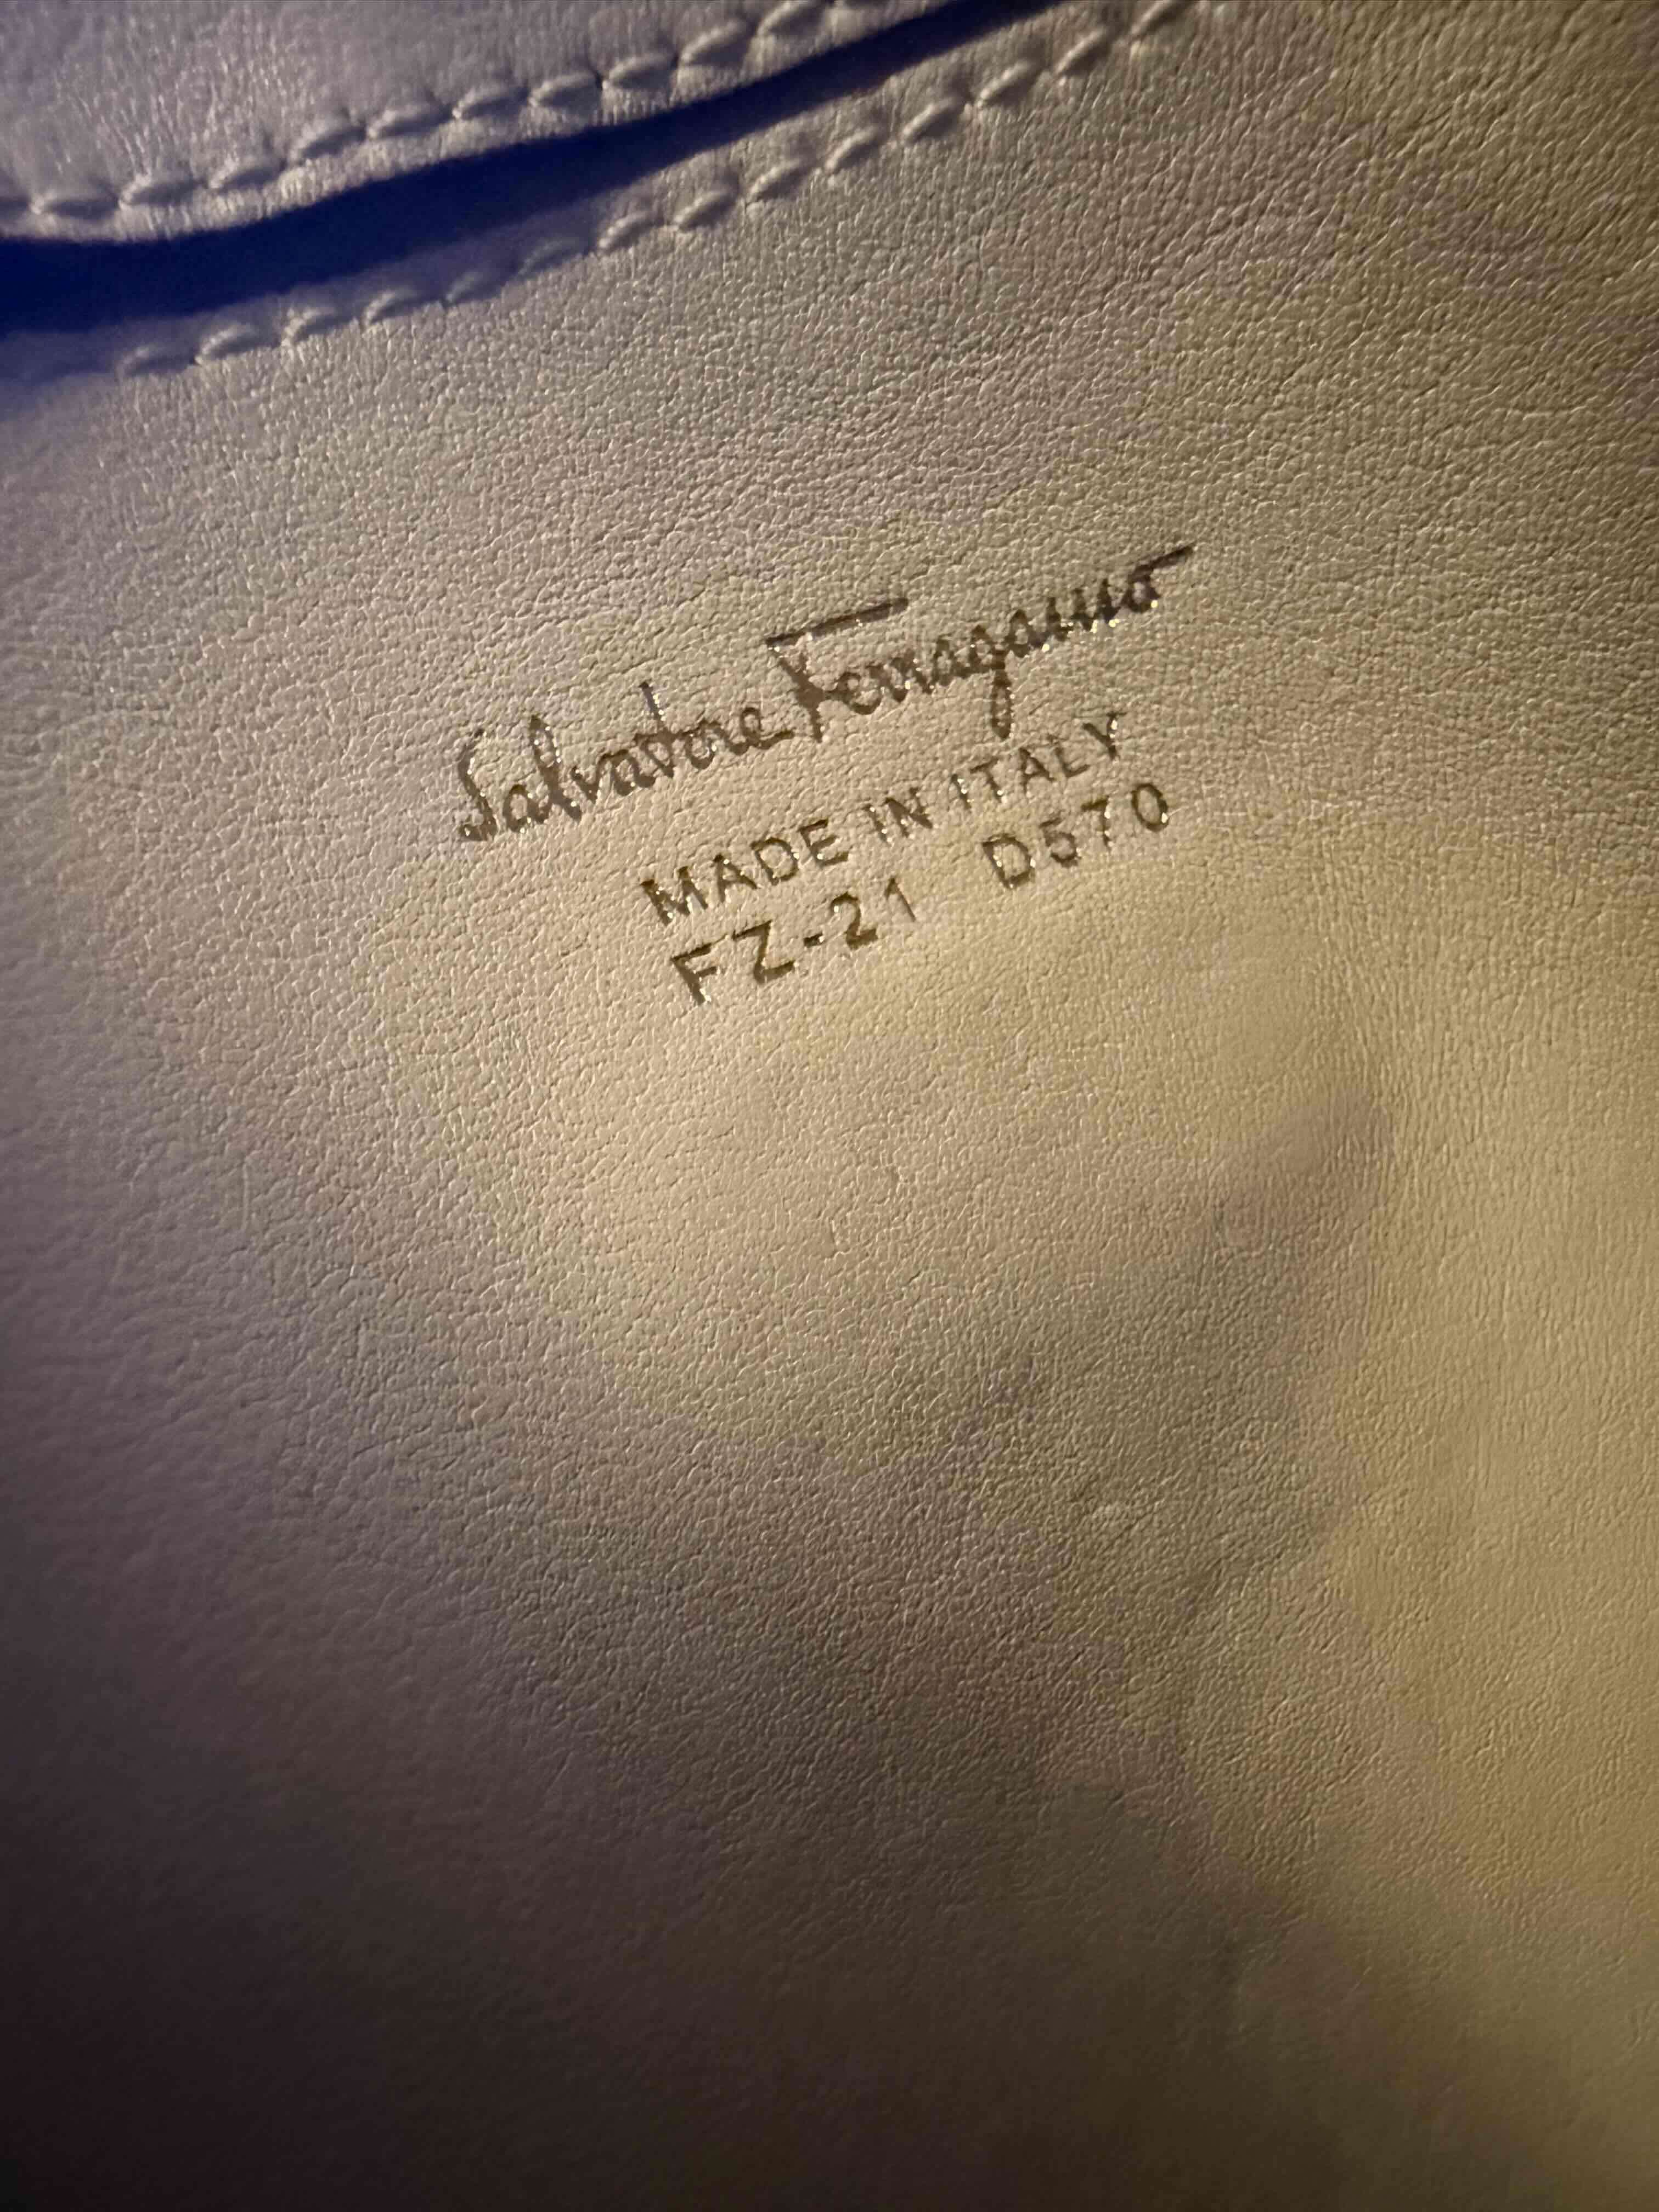 Salvatore Ferragamo
MADE IN ITALY
FZ-21 D570